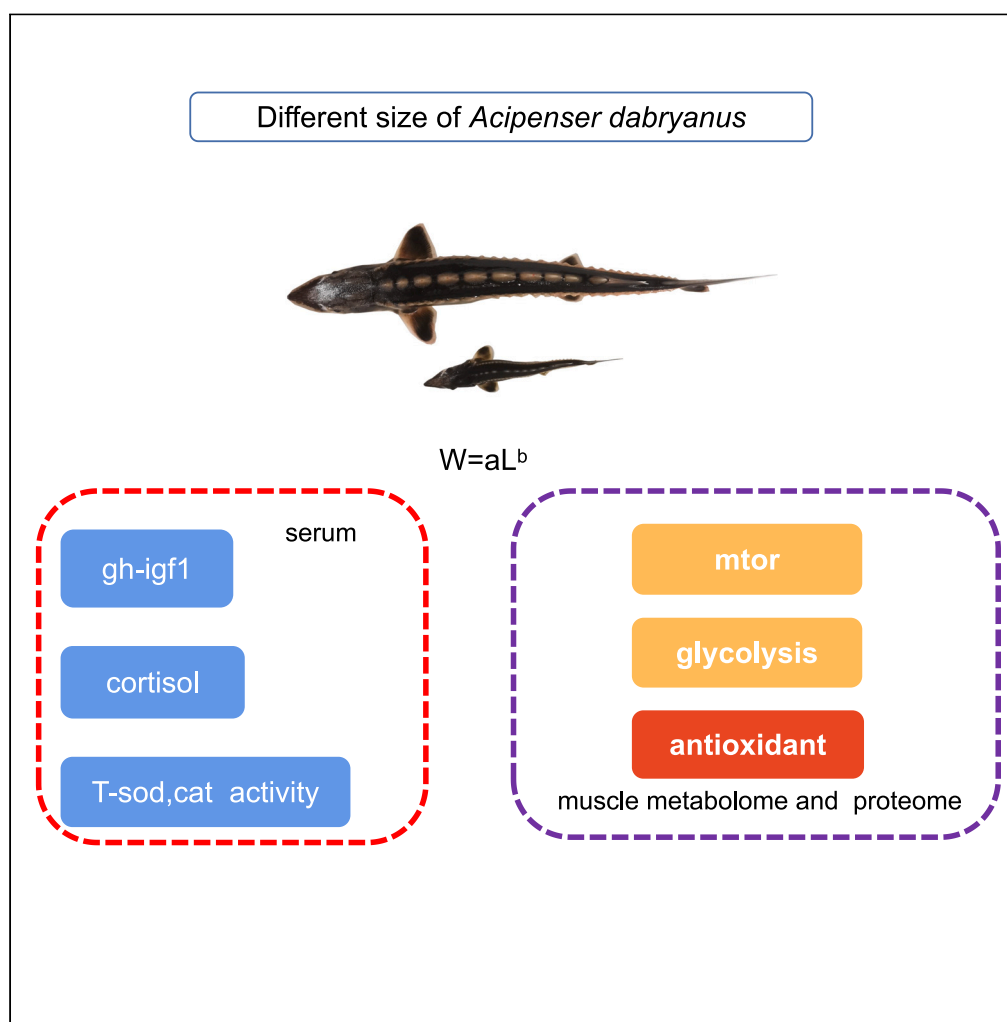 Different size of Acipenser dabryanus
W=aLᵇ
serum
gh-igf1
cortisol
T-sod,cat activity
mtor
glycolysis
antioxidant
muscle metabolome and proteome